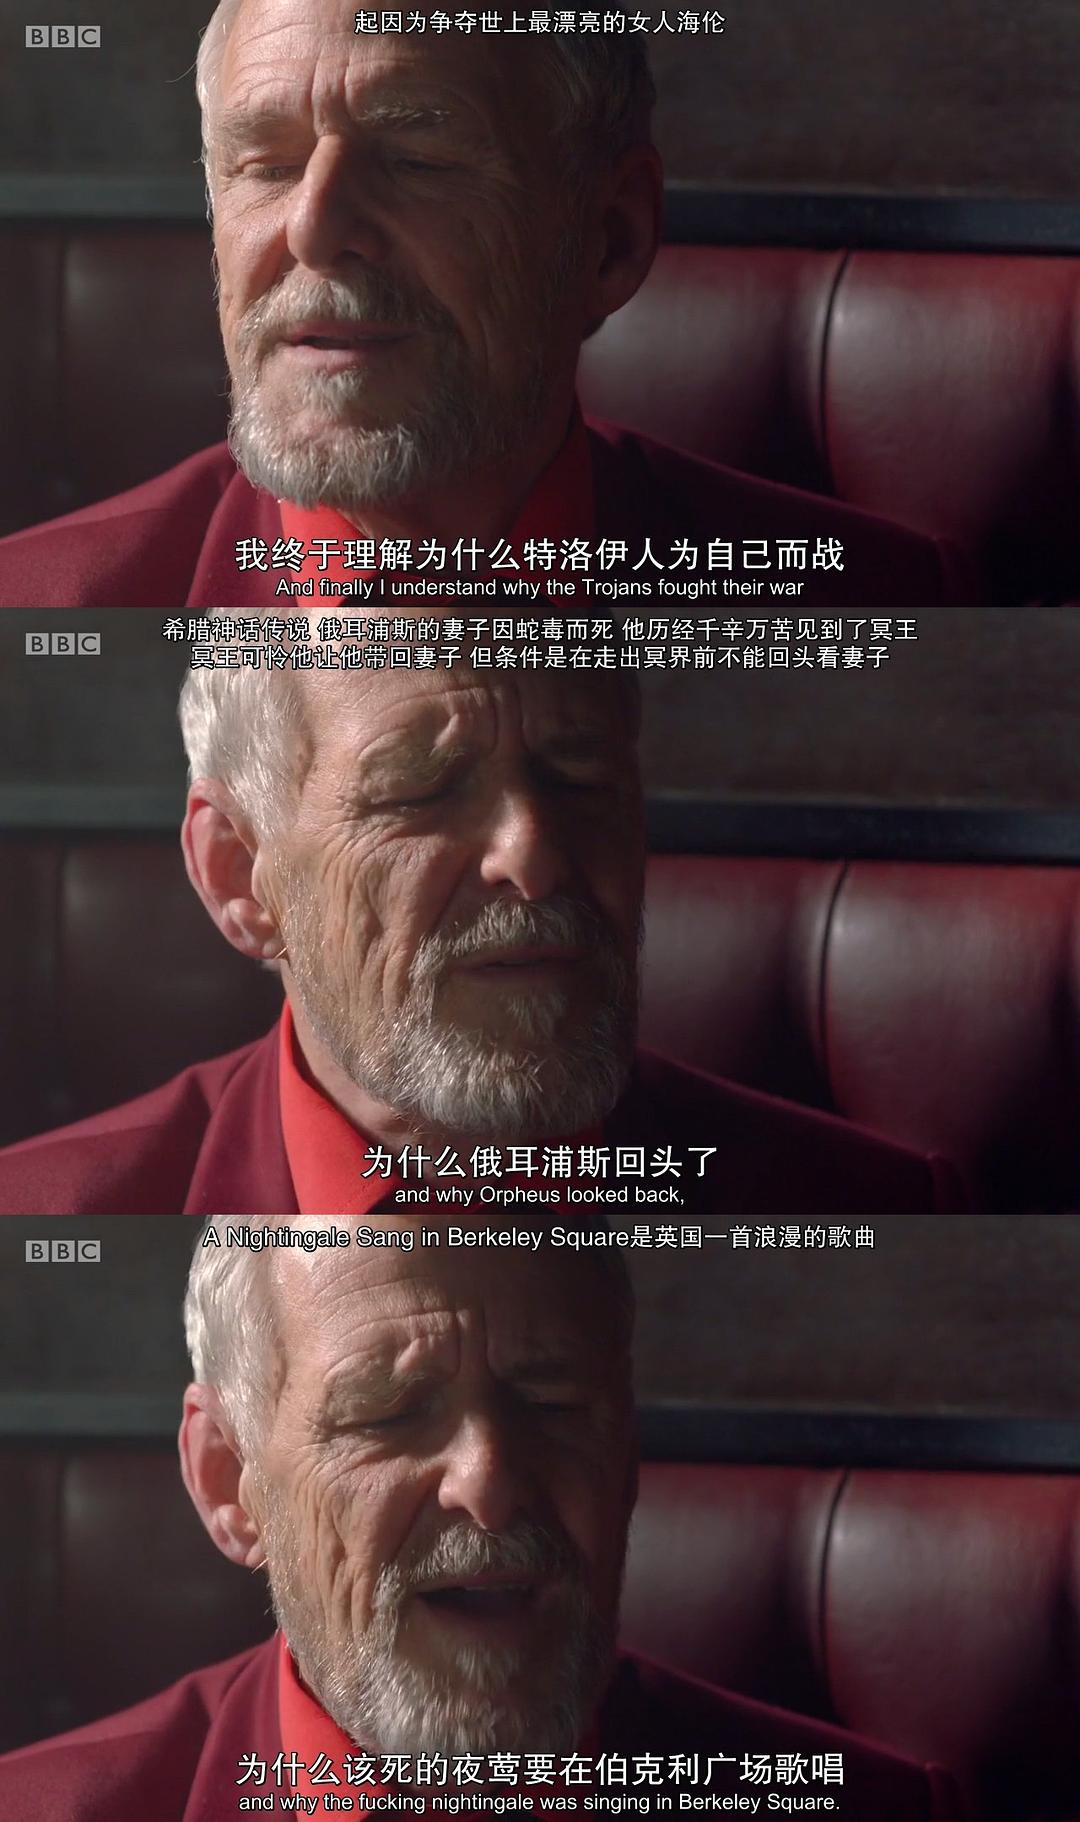 BBC
起因为争夺世上最漂亮的女人海伦
我终于理解为什么特洛伊人为自己而战
And finally I understand why the Trojans fought their war
BBC
希腊神话传说 俄耳浦斯的妻子因蛇毒而死 他历经千辛万苦见到了冥王
冥王可怜他让他带回妻子 但条件是在走出冥界前不能回头看妻子
为什么俄耳浦斯回头了
and why Orpheus looked back,
BBC
A Nightingale Sang in Berkeley Square是英国一首浪漫的歌曲
为什么该死的夜莺要在伯克利广场歌唱
and why the fucking nightingale was singing in Berkeley Square.